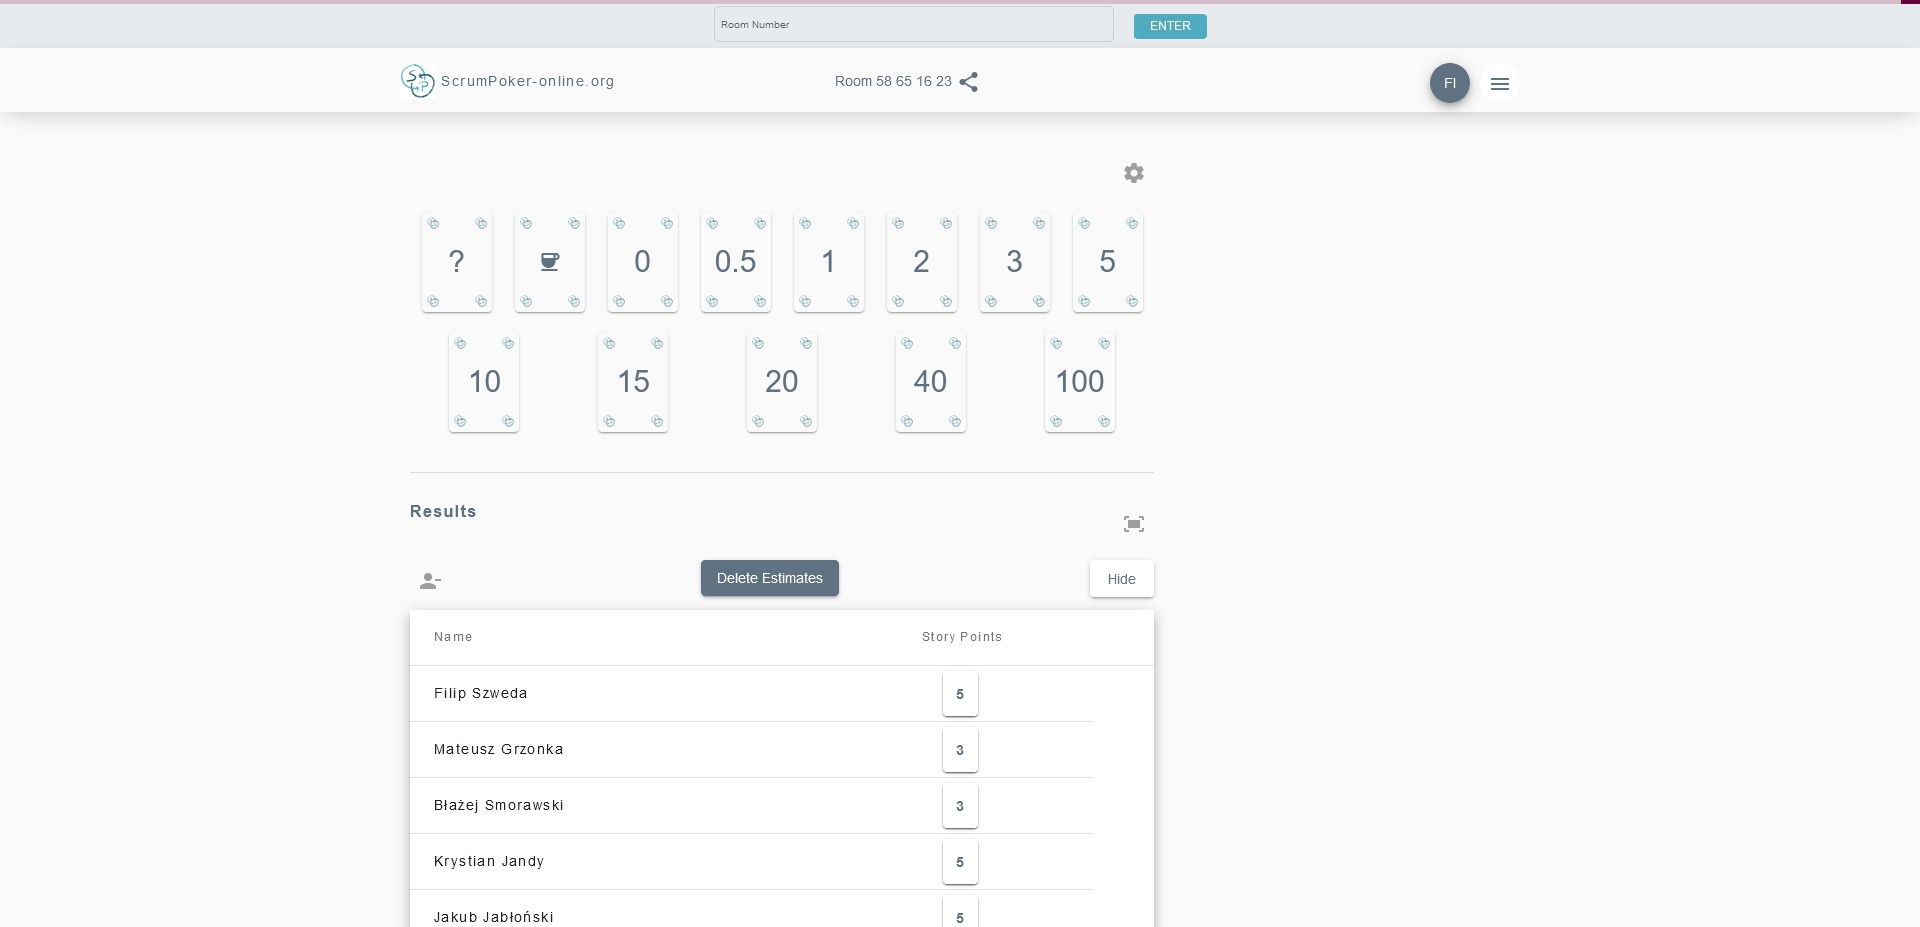 Room Number
ENTER
ScrumPoker-online.org
Room 58 65 16 23
FI
? 0 0.5 1 2 3 5
10 15 20 40 100
Results
Delete Estimates
Hide
Name Story Points
Filip Szweda 5
Mateusz Grzonka 3
Błażej Smorawski 3
Krystian Jandy 5
Jakub Jabłoński 5